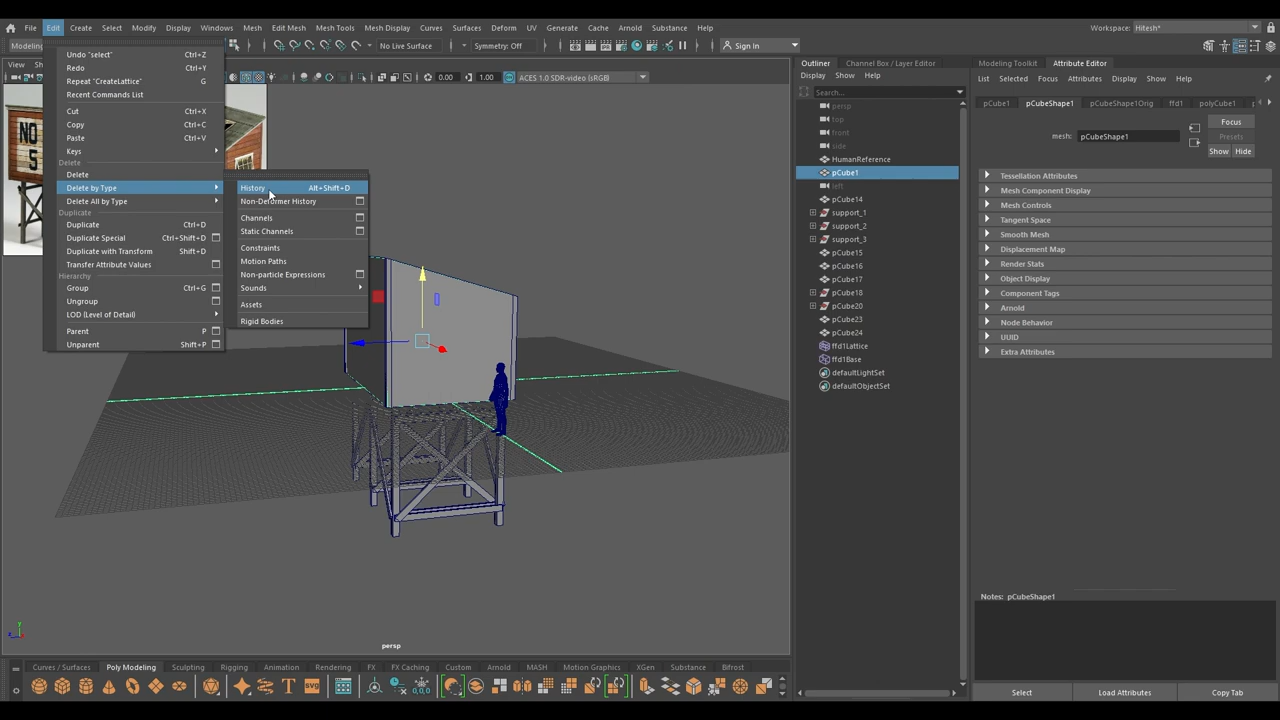 File Edit Create Select Modify Display Windows Mesh Edit Mesh Mesh Tools Mesh Display Curves Surfaces Deform UV Generate Cache Arnold Substance Help
Workspace: Hitesh*
Modeling
No Live Surface
Symmetry: Off
Sign in
View
0.00
1.00
ACES 1.0 SDR-video (sRGB)
Undo "select" Ctrl+Z
Redo Ctrl+Y
Repeat "CreateLattice" G
Recent Commands List
Cut Ctrl+X
Copy Ctrl+C
Paste Ctrl+V
Keys
Delete
Delete
Delete by Type
Delete All by Type
Duplicate
Duplicate Ctrl+D
Duplicate Special Ctrl+Shift+D
Duplicate with Transform Shift+D
Transfer Attribute Values
Hierarchy
Group Ctrl+G
Ungroup
LOD (Level of Detail)
Parent P
Unparent Shift+P
History Alt+Shift+D
Non-Deformer History
Channels
Static Channels
Constraints
Motion Paths
Non-particle Expressions
Sounds
Assets
Rigid Bodies
NO
5
persp
Outliner Channel Box / Layer Editor
Display Show Help
Search...
persp
top
front
side
HumanReference
pCube1
left
pCube14
support_1
support_2
support_3
pCube15
pCube16
pCube17
pCube18
pCube20
pCube23
pCube24
ffd1Lattice
ffd1Base
defaultLightSet
defaultObjectSet
Modeling Toolkit Attribute Editor
List Selected Focus Attributes Display Show Help
pCube1 pCubeShape1 pCubeShape1Orig ffd1 polyCube1
mesh: pCubeShape1
Focus
Presets
Show Hide
Tessellation Attributes
Mesh Component Display
Mesh Controls
Tangent Space
Smooth Mesh
Displacement Map
Render Stats
Object Display
Component Tags
Arnold
Node Behavior
UUID
Extra Attributes
Notes: pCubeShape1
Select Load Attributes Copy Tab
Curves / Surfaces Poly Modeling Sculpting Rigging Animation Rendering FX FX Caching Custom Arnold MASH Motion Graphics XGen Substance Bifrost
T
SVG
0,0,0